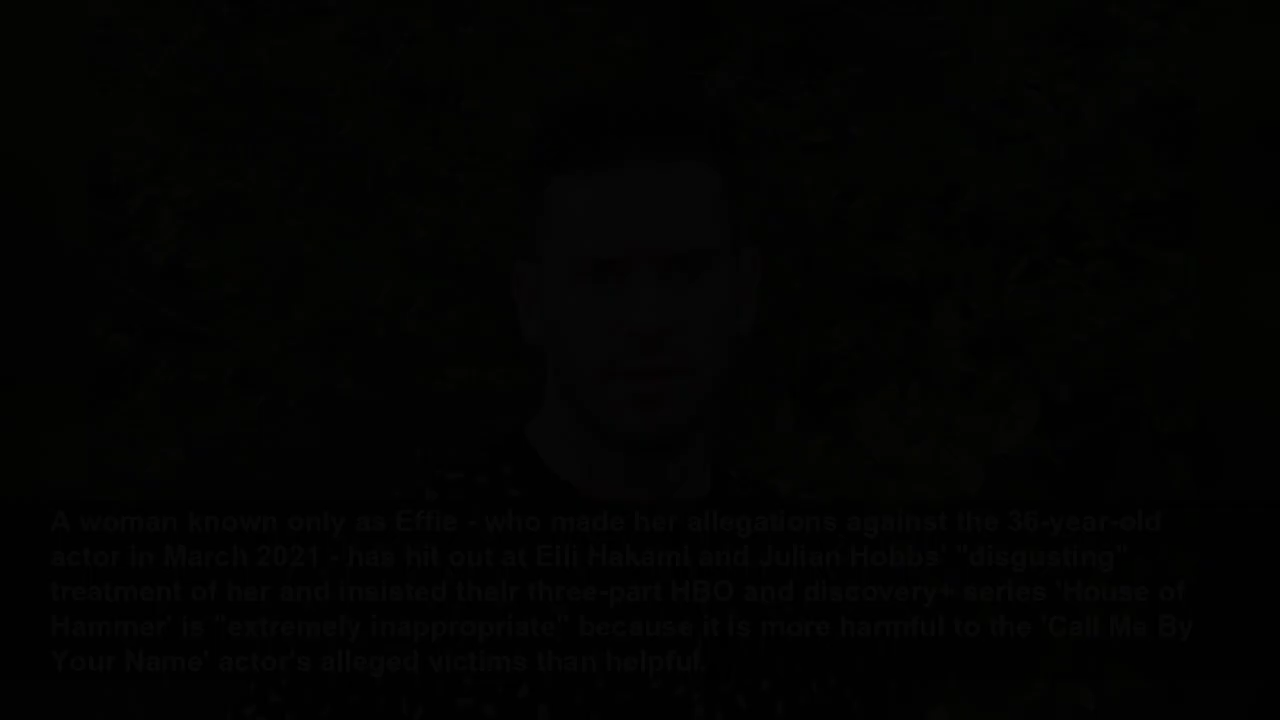 A woman known only as Effie - who made her allegations against the 36-year-old
actor in March 2021 - has hit out at Elli Hakami and Julian Hobbs' "disgusting"
treatment of her and insisted their three-part HBO and discovery+ series 'House of
Hammer' is "extremely inappropriate" because it is more harmful to the 'Call Me By
Your Name' actor's alleged victims than helpful.